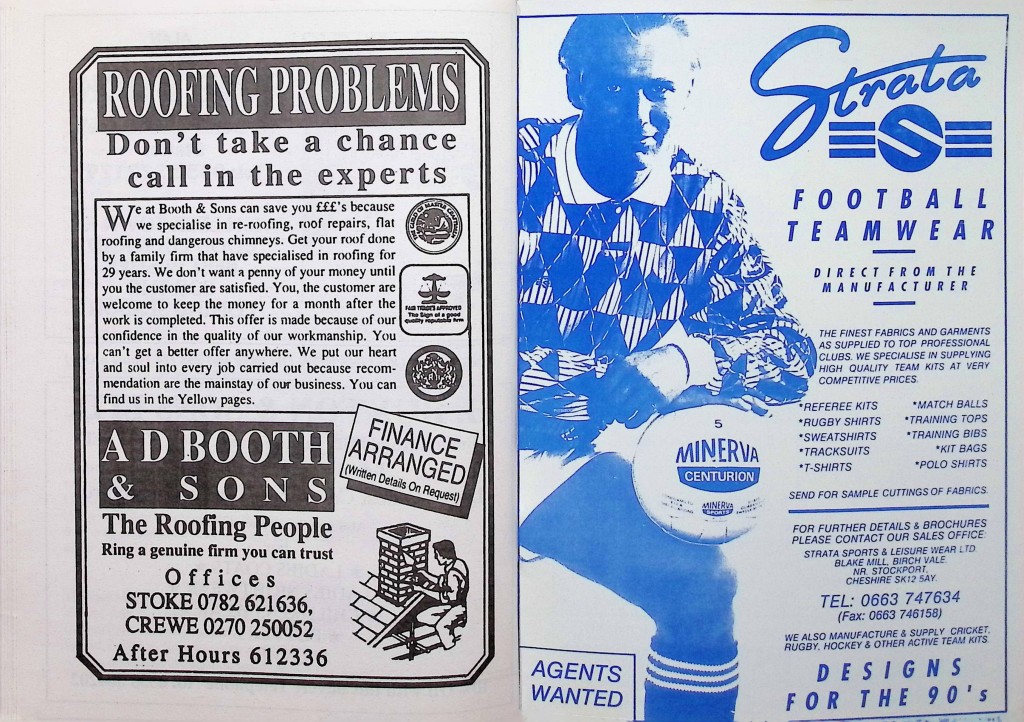 ROOFING PROBLEMS
Don't take a chance
call in the experts
We at Booth & Sons can save you £££'s because
we specialise in re-roofing, roof repairs, flat
roofing and dangerous chimneys. Get your roof done
by a family firm that have specialised in roofing for
29 years. We don't want a penny of your money until
you the customer are satisfied. You, the customer are
welcome to keep the money for a month after the
work is completed. This offer is made because of our
confidence in the quality of our workmanship. You
can't get a better offer anywhere. We put our heart
and soul into every job carried out because recom-
mendation are the mainstay of our business. You can
find us in the Yellow pages.
FAIR TRADES APPROVED
The Sign of a good
quality reputable firm
FINANCE
ARRANGED
(Written Details On Request)
A D BOOTH
& SONS
The Roofing People
Ring a genuine firm you can trust
Offices
STOKE 0782 621636,
CREWE 0270 250052
After Hours 612336
Strata
S
FOOTBALL
TEAMWEAR
DIRECT FROM THE
MANUFACTURER
THE FINEST FABRICS AND GARMENTS
AS SUPPLIED TO TOP PROFESSIONAL
CLUBS. WE SPECIALISE IN SUPPLYING
HIGH QUALITY TEAM KITS AT VERY
COMPETITIVE PRICES.
*REFEREE KITS *MATCH BALLS
*RUGBY SHIRTS *TRAINING TOPS
*SWEATSHIRTS *TRAINING BIBS
*TRACKSUITS *KIT BAGS
*T-SHIRTS *POLO SHIRTS
SEND FOR SAMPLE CUTTINGS OF FABRICS.
FOR FURTHER DETAILS & BROCHURES
PLEASE CONTACT OUR SALES OFFICE:
STRATA SPORTS & LEISURE WEAR LTD.
BLAKE MILL, BIRCH VALE.
NR. STOCKPORT,
CHESHIRE SK12 5AY.
TEL: 0663 747634
(Fax: 0663 746158)
WE ALSO MANUFACTURE & SUPPLY CRICKET,
RUGBY, HOCKEY & OTHER ACTIVE TEAM KITS.
DESIGNS
FOR THE 90's
5
MINERVA
CENTURION
MINERVA
SPORTS
AGENTS
WANTED